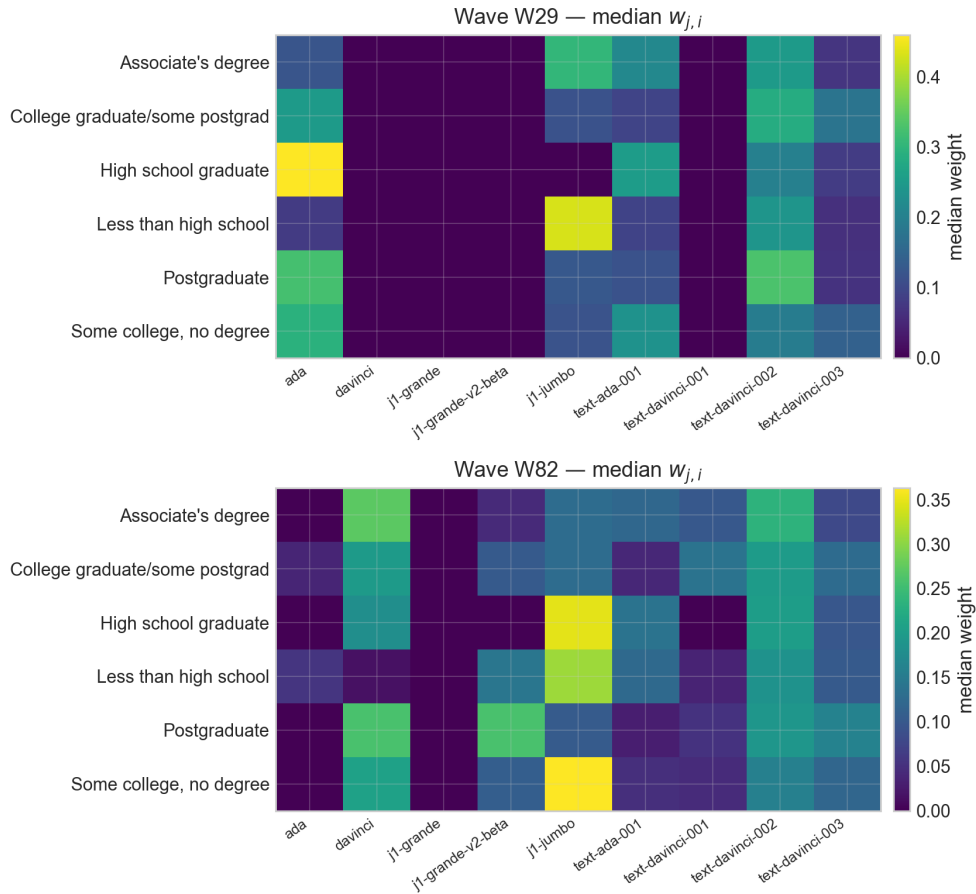 Wave W29 — median w_{j, i}
Associate's degree
College graduate/some postgrad
High school graduate
Less than high school
Postgraduate
Some college, no degree
0.4
0.3
0.2
0.1
0.0
median weight
ada
davinci
j1-grande
j1-grande-v2-beta
j1-jumbo
text-ada-001
text-davinci-001
text-davinci-002
text-davinci-003
Wave W82 — median w_{j, i}
Associate's degree
College graduate/some postgrad
High school graduate
Less than high school
Postgraduate
Some college, no degree
0.35
0.30
0.25
0.20
0.15
0.10
0.05
0.00
median weight
ada
davinci
j1-grande
j1-grande-v2-beta
j1-jumbo
text-ada-001
text-davinci-001
text-davinci-002
text-davinci-003